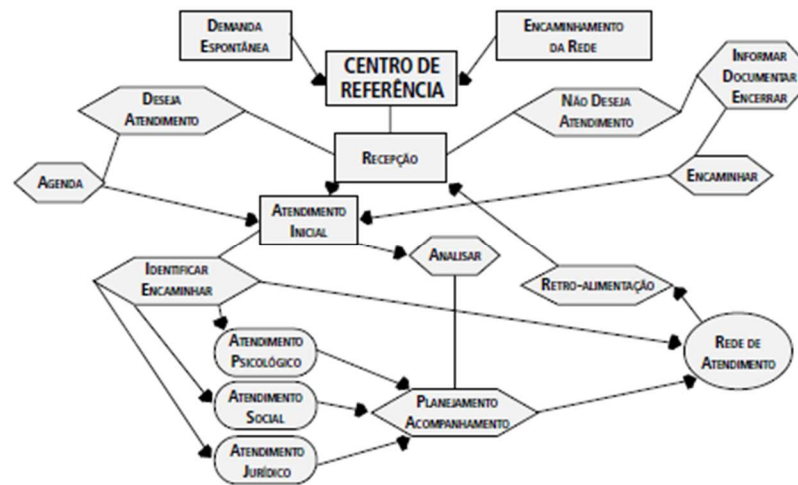 DEMANDA
ESPONTÂNEA
ENCAMINHAMENTO
DA REDE
CENTRO DE
REFERÊNCIA
INFORMAR
DOCUMENTAR
ENCERRAR
DESEJA
ATENDIMENTO
NÃO DESEJA
ATENDIMENTO
RECEPÇÃO
AGENDA
ENCAMINHAR
ATENDIMENTO
INICIAL
ANALISAR
IDENTIFICAR
ENCAMINHAR
RETRO-ALIMENTAÇÃO
ATENDIMENTO
PSICOLÓGICO
REDE DE
ATENDIMENTO
ATENDIMENTO
SOCIAL
PLANEJAMENTO
ACOMPANHAMENTO
ATENDIMENTO
JURÍDICO